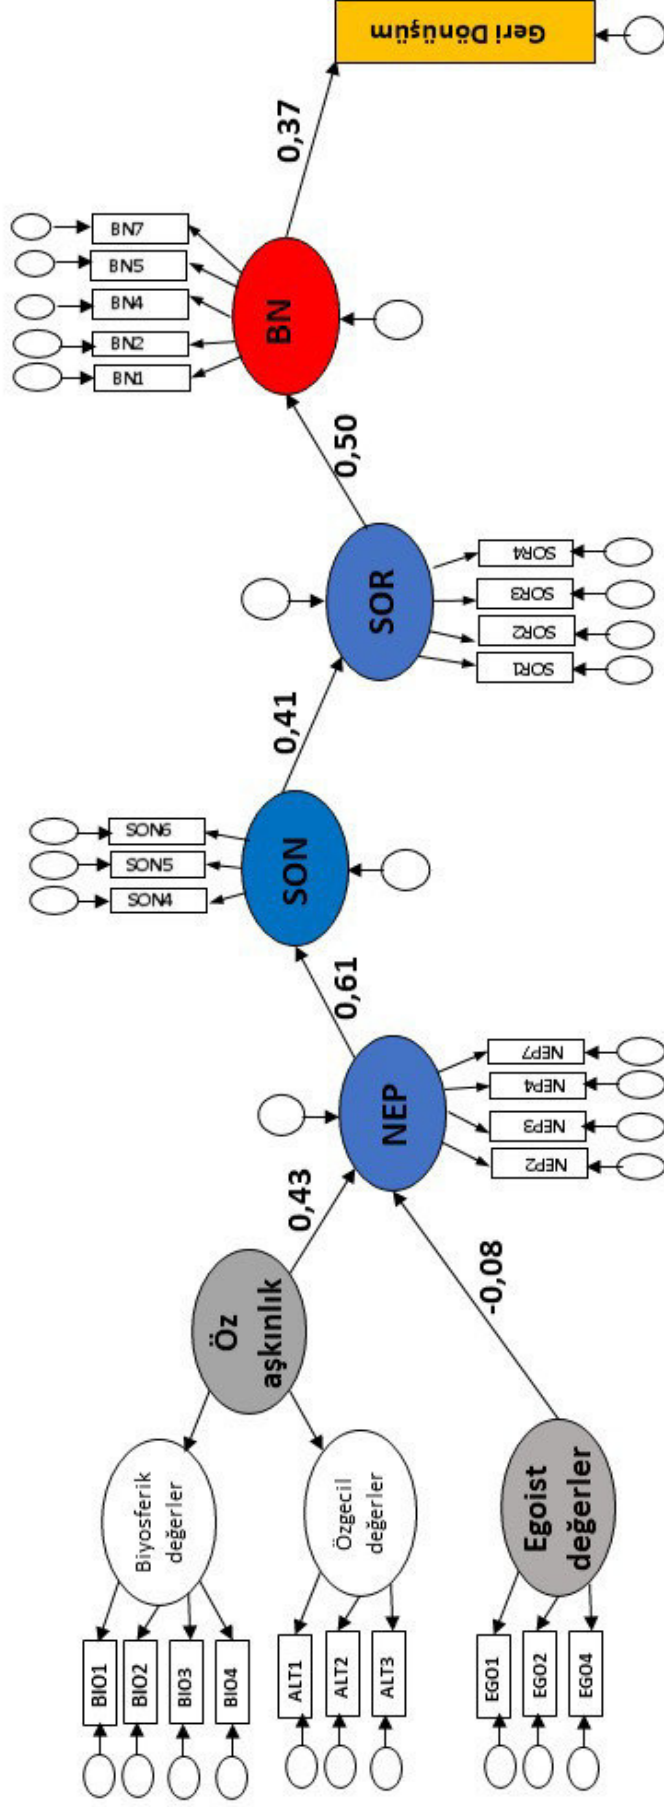 BIO1
BIO2
BIO3
BIO4
Biyosferik
değerler
ALT1
ALT2
ALT3
Özgecil
değerler
Öz
aşkınlık
0,43
EGO1
EGO2
EGO4
Egoist
değerler
-0,08
NEP
NEP2
NEP3
NEP4
NEP7
0,61
SON4
SON5
SON6
SON
0,41
SOR
SOR1
SOR2
SOR3
SOR4
0,50
BN1
BN2
BN4
BN5
BN7
BN
0,37
Geri Dönüşüm